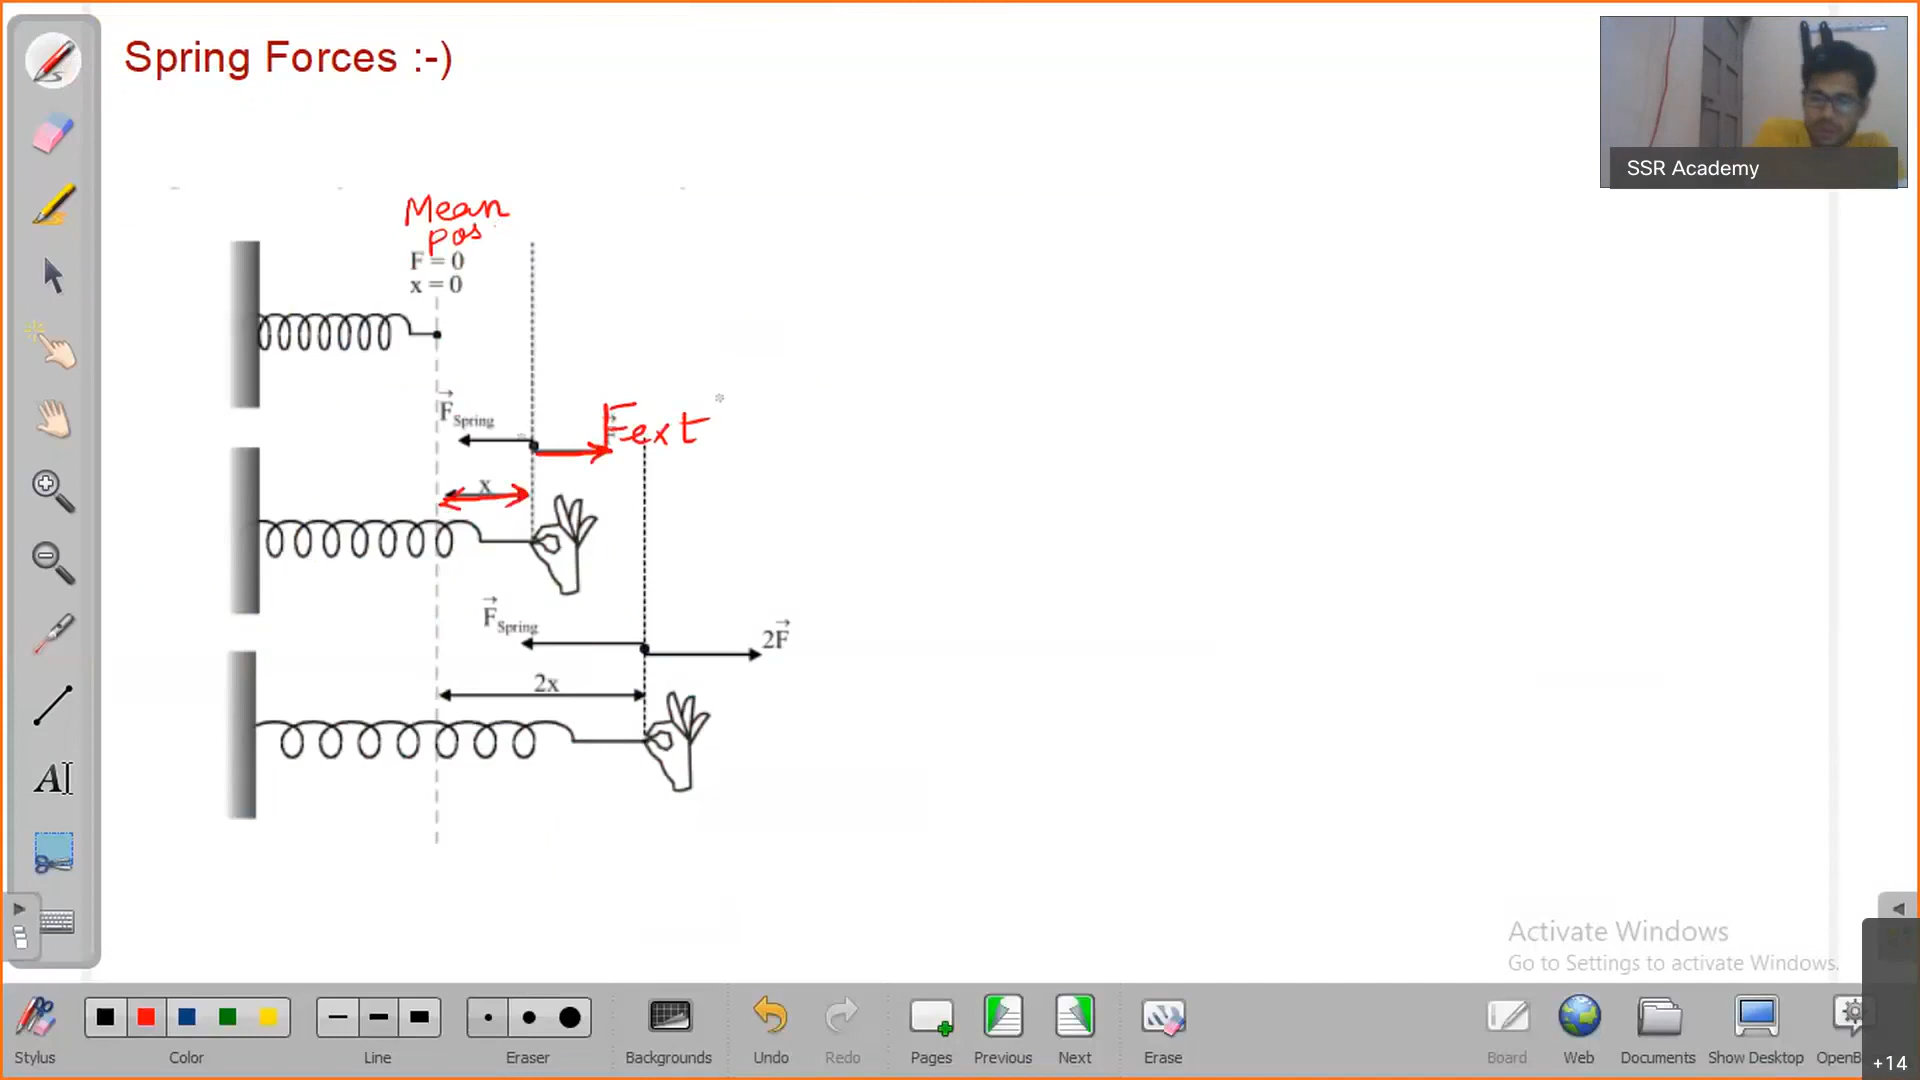 Spring Forces :-)
SSR Academy
Mean
pos
F = 0
x = 0
F Spring
Fext
x
F Spring
2F
2x
Activate Windows
Go to Settings to activate Windows.
Stylus
Color
Line
Eraser
Backgrounds
Undo
Redo
Pages
Previous
Next
Erase
Board
Web
Documents
Show Desktop
+14